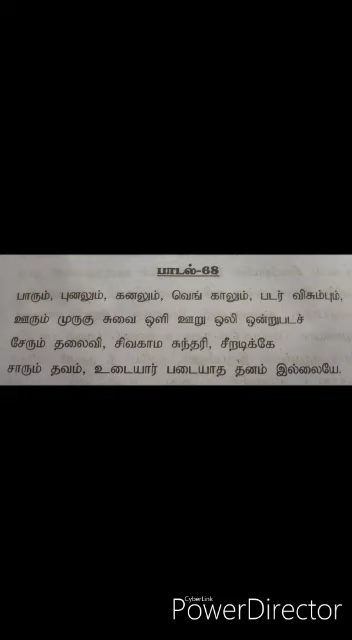 பாடல்-68
பாரும், புனலும், கனலும், வெங் காலும், படர் விசும்பும்,
ஊரும் முருகு சுவை ஒளி ஊறு ஒலி ஒன்றுபடச்
சேரும் தலைவி, சிவகாம சுந்தரி, சீறடிக்கே
சாரும் தவம், உடையார் படையாத தனம் இல்லையே.
CyberLink
PowerDirector